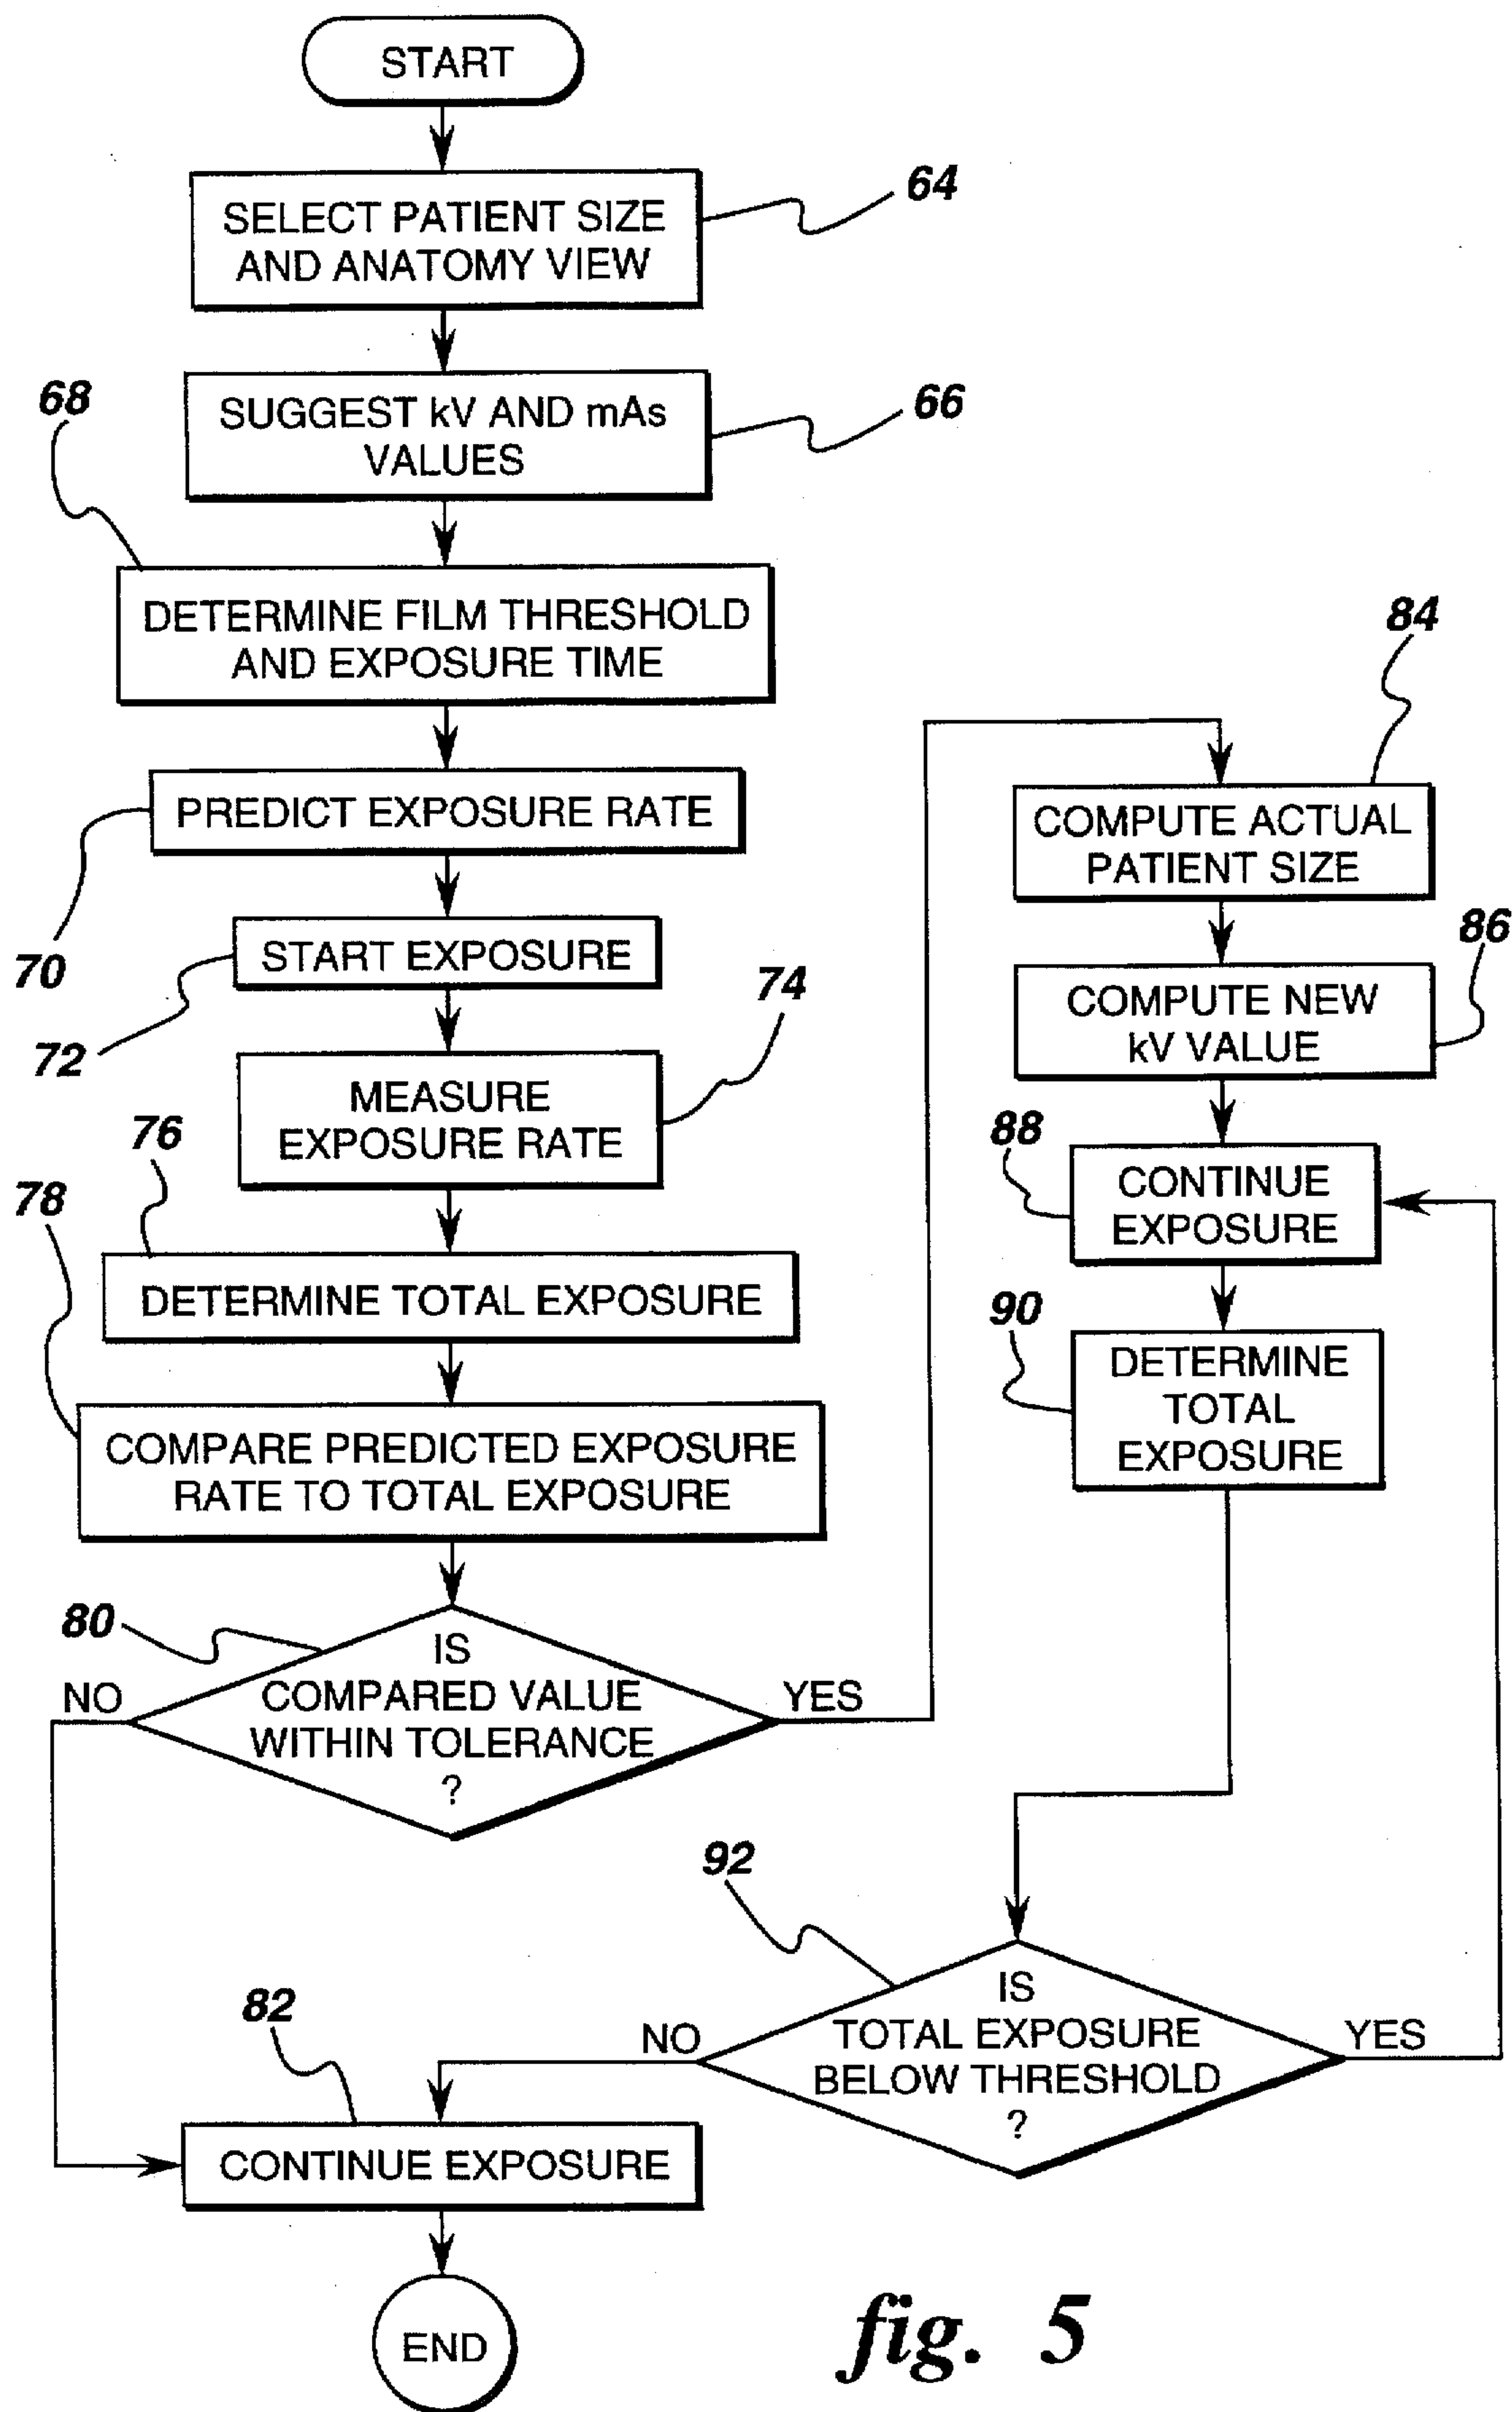 START
64
SELECT PATIENT SIZE
AND ANATOMY VIEW
68
66
SUGGEST kV AND mAs
VALUES
DETERMINE FILM THRESHOLD
AND EXPOSURE TIME
70
PREDICT EXPOSURE RATE
72
START EXPOSURE
74
MEASURE
EXPOSURE RATE
76
DETERMINE TOTAL EXPOSURE
78
COMPARE PREDICTED EXPOSURE
RATE TO TOTAL EXPOSURE
80
IS
COMPARED VALUE
WITHIN TOLERANCE
?
NO
YES
84
COMPUTE ACTUAL
PATIENT SIZE
86
COMPUTE NEW
kV VALUE
88
CONTINUE
EXPOSURE
90
DETERMINE
TOTAL
EXPOSURE
92
IS
TOTAL EXPOSURE
BELOW THRESHOLD
?
NO
YES
82
CONTINUE EXPOSURE
END
fig. 5